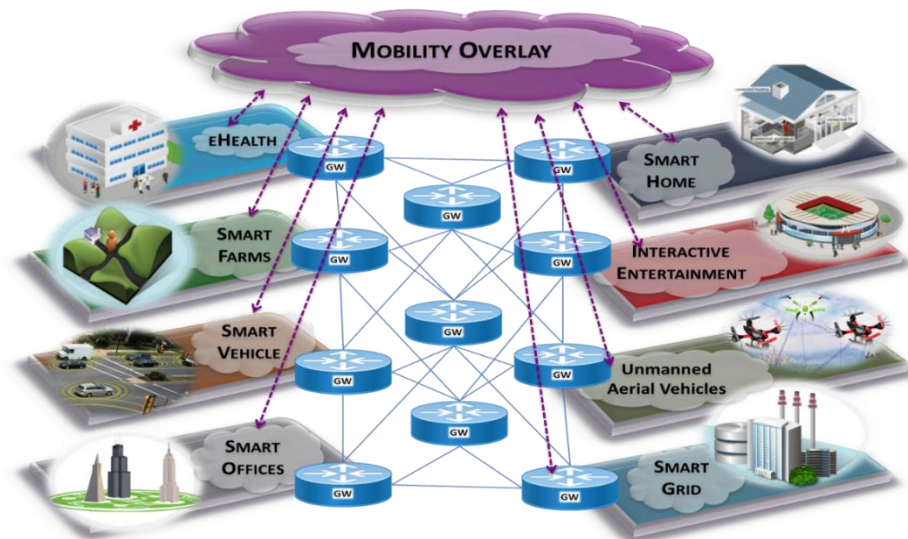 MOBILITY OVERLAY
EHEALTH
SMART
HOME
SMART
FARMS
INTERACTIVE
ENTERTAINMENT
SMART
VEHICLE
Unmanned
Aerial Vehicles
SMART
OFFICES
SMART
GRID
GW
GW
GW
GW
GW
GW
GW
GW
GW
GW
GW